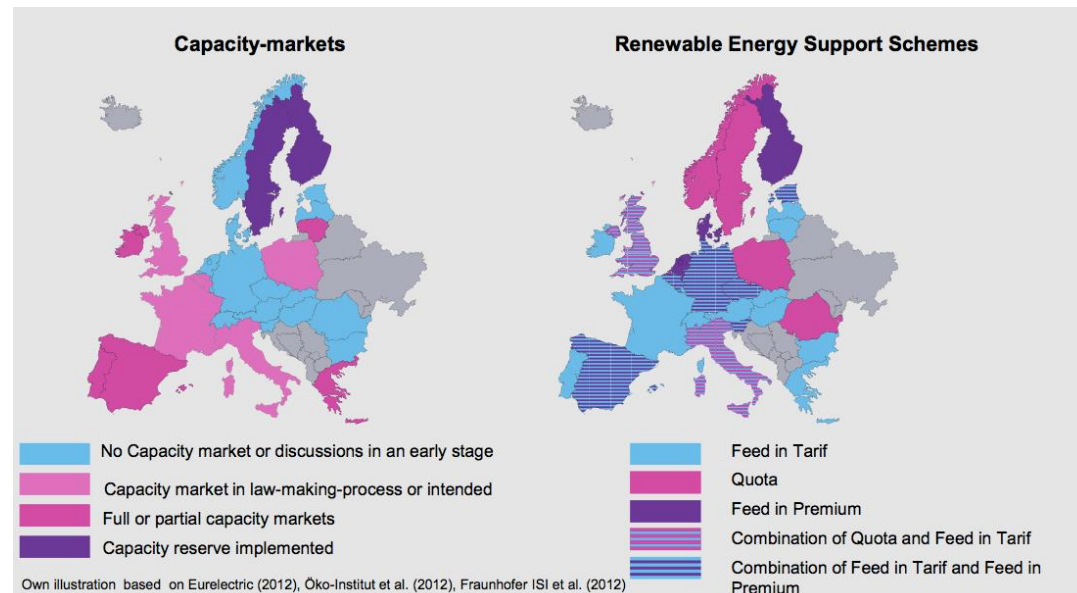 Capacity-markets
Renewable Energy Support Schemes
No Capacity market or discussions in an early stage
Capacity market in law-making-process or intended
Full or partial capacity markets
Capacity reserve implemented
Own illustration based on Eurelectric (2012), Öko-Institut et al. (2012), Fraunhofer ISI et al. (2012)
Feed in Tarif
Quota
Feed in Premium
Combination of Quota and Feed in Tarif
Combination of Feed in Tarif and Feed in
Premium